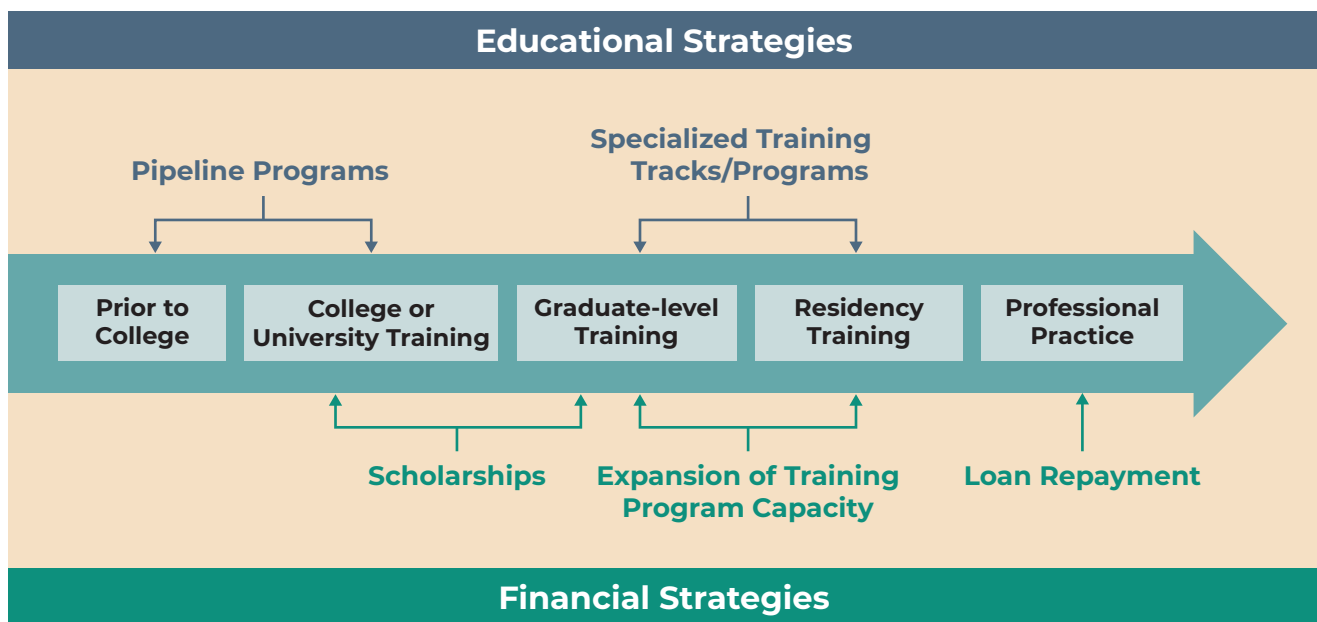 Educational Strategies
Pipeline Programs
Specialized Training
Tracks/Programs
Prior to
College
College or
University Training
Graduate-level
Training
Residency
Training
Professional
Practice
Scholarships
Expansion of Training
Program Capacity
Loan Repayment
Financial Strategies